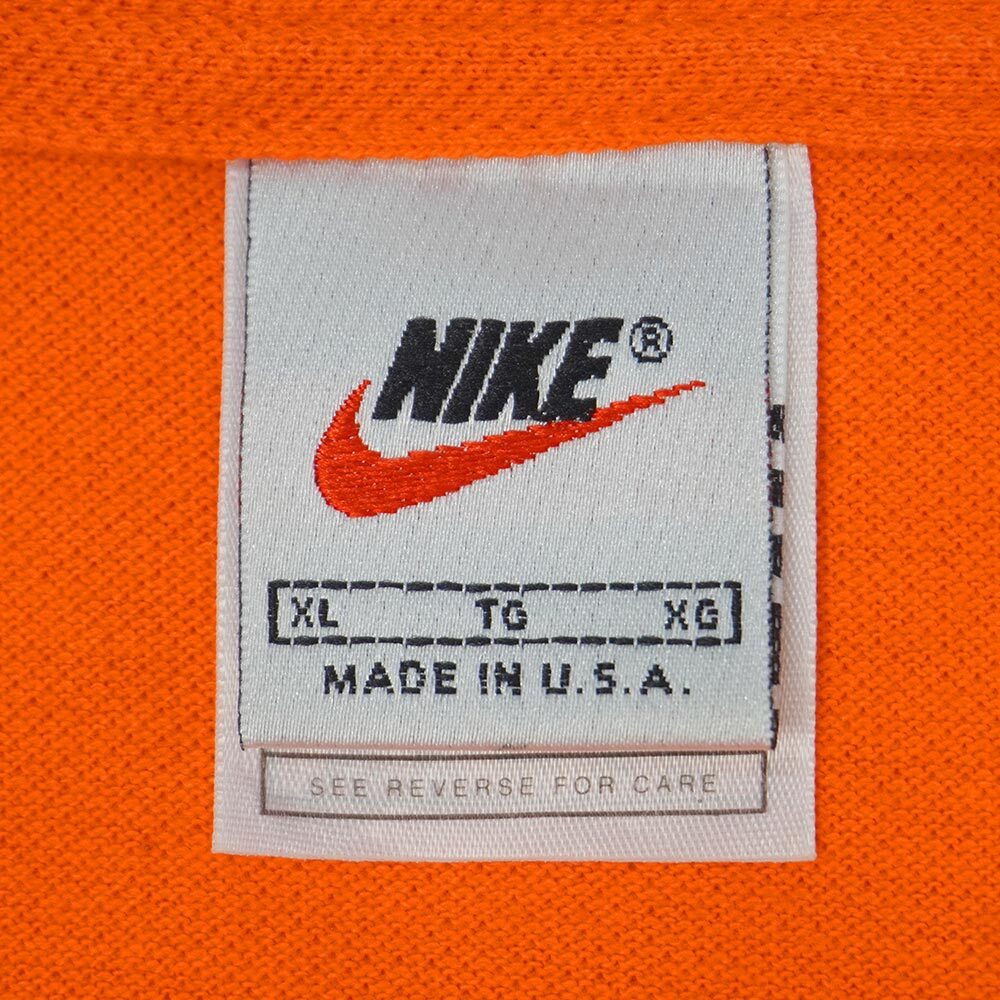 NIKE®
XL TG XG
MADE IN U.S.A.
SEE REVERSE FOR CARE